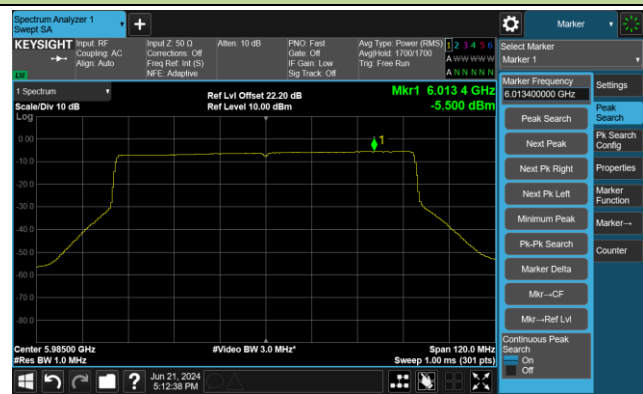 Spectrum Analyzer 1
Swept SA
+
Marker
KEYSIGHT
Input: RF
Coupling: AC
Align: Auto
Input Z: 50 Ω
Corrections: Off
Freq Ref: Int (S)
NFE: Adaptive
Atten: 10 dB
PNO: Fast
Gate: Off
IF Gain: Low
Sig Track: Off
Avg Type: Power (RMS)
Avg|Hold: 1700/1700
Trig: Free Run
1 2 3 4 5 6
A W W W W W
A N N N N N
Select Marker
Marker 1
LW
1 Spectrum
Scale/Div 10 dB
Log
Ref Lvl Offset 22.20 dB
Ref Level 10.00 dBm
Mkr1 6.013 4 GHz
-5.500 dBm
1
0.00
-10.0
-20.0
-30.0
-40.0
-50.0
-60.0
-70.0
-80.0
Center 5.98500 GHz
#Res BW 1.0 MHz
#Video BW 3.0 MHz*
Span 120.0 MHz
Sweep 1.00 ms (301 pts)
Marker Frequency
6.013400000 GHz
Peak Search
Next Peak
Next Pk Right
Next Pk Left
Minimum Peak
Pk-Pk Search
Marker Delta
Mkr→CF
Mkr→Ref Lvl
Continuous Peak
Search
On
Off
Settings
Peak
Search
Pk Search
Config
Properties
Marker
Function
Marker→
Counter
?
Jun 21, 2024
5:12:38 PM